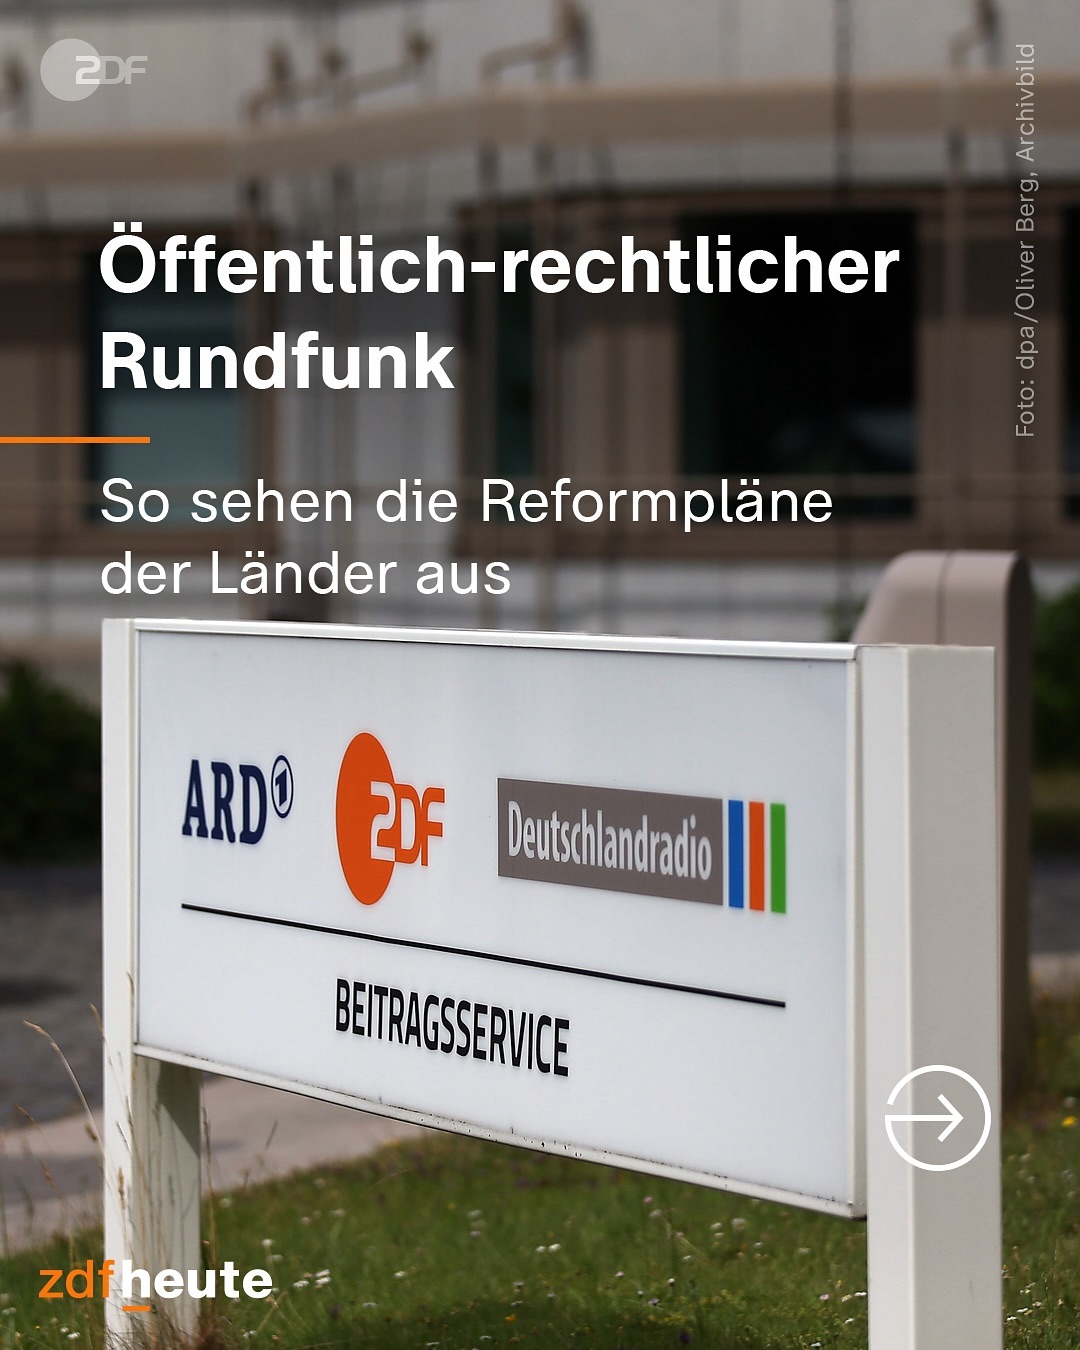 ZDF
Foto: dpa/Oliver Berg, Archivbild
Öffentlich-rechtlicher
Rundfunk
So sehen die Reformpläne
der Länder aus
ARD 1
ZDF
Deutschlandradio
BEITRAGSSERVICE
zdfheute